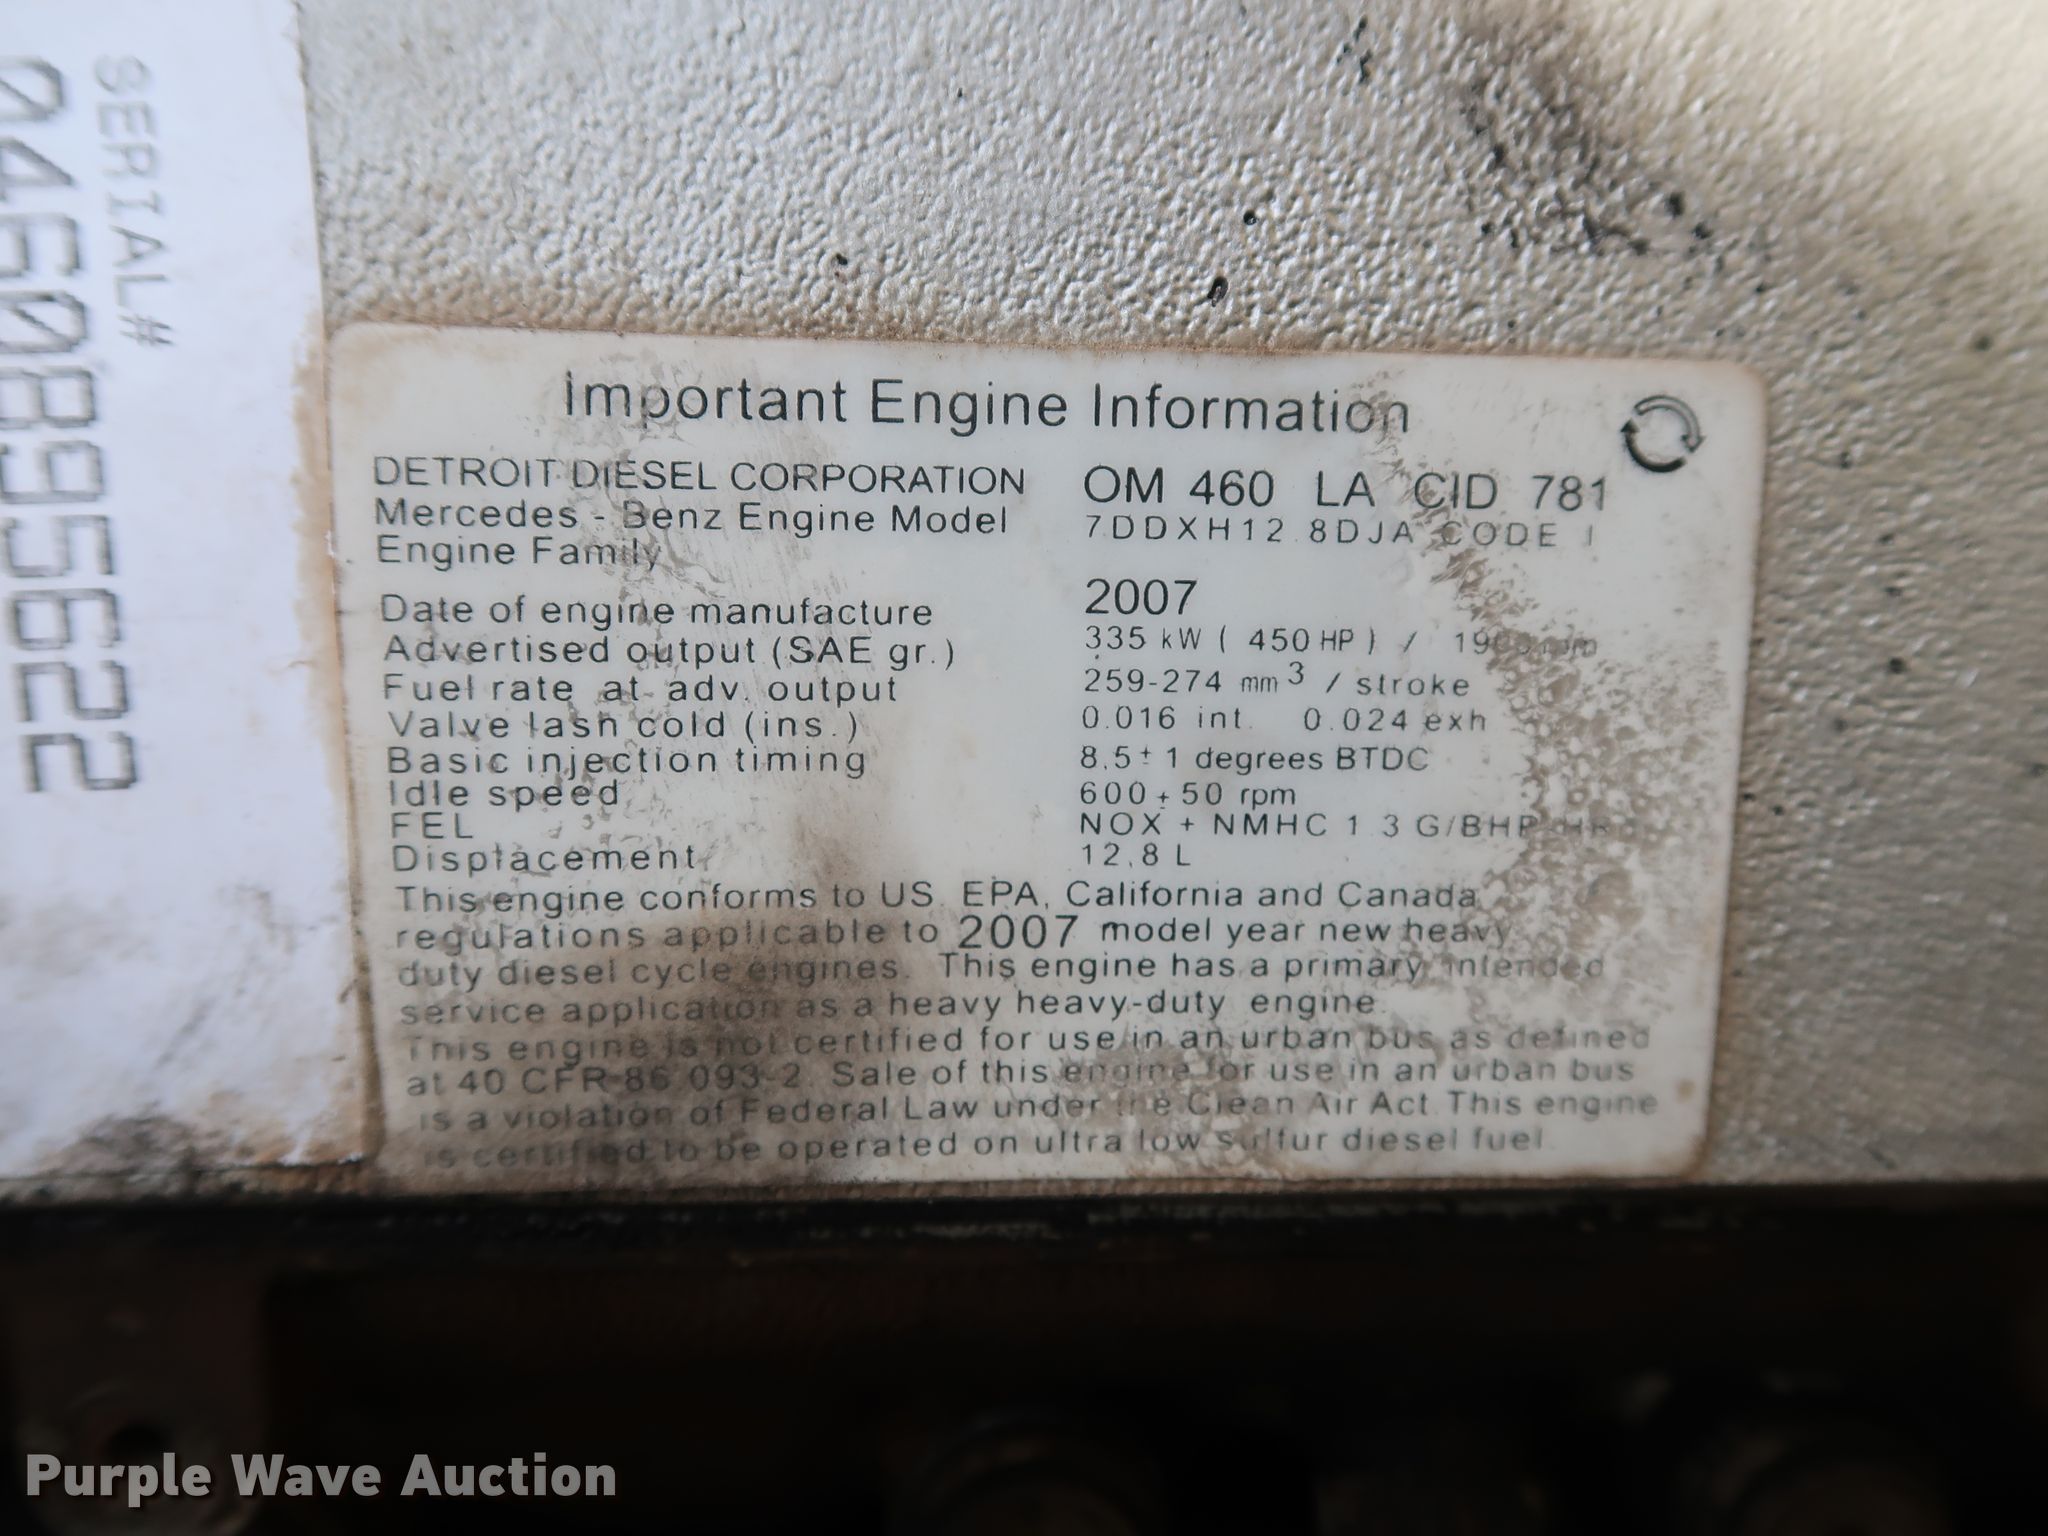 SERIAL#
0460895622
Important Engine Information
DETROIT DIESEL CORPORATION OM 460 LA CID 781
Mercedes - Benz Engine Model 7DDXH12.8DJA CODE I
Engine Family
Date of engine manufacture 2007
Advertised output (SAE gr.) 335 kW ( 450 HP ) /
Fuel rate at adv. output 259-274 mm3 / stroke
Valve lash cold (ins.) 0.016 int. 0.024 exh
Basic injection timing 8.5± 1 degrees BTDC
Idle speed 600 ± 50 rpm
FEL NOX + NMHC 1.3 G/BHP-HR
Displacement 12.8 L
This engine conforms to US. EPA, California and Canada
regulations applicable to 2007 model year new heavy
duty diesel cycle engines. This engine has a primary intended
service application as a heavy heavy-duty engine.
This engine is not certified for use in an urban bus as defined
at 40 CFR 86 093-2. Sale of this engine for use in an urban bus
is a violation of Federal Law under the Clean Air Act. This engine
is certified to be operated on ultra low sulfur diesel fuel.
Purple Wave Auction